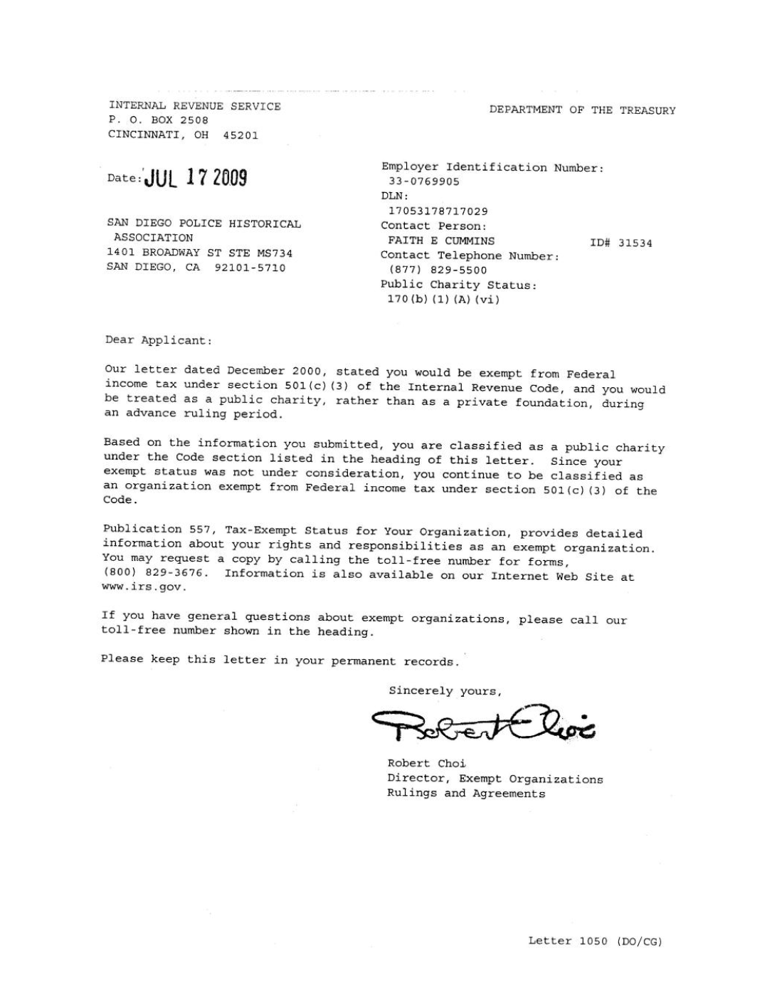 INTERNAL REVENUE SERVICE
P. O. BOX 2508
CINCINNATI, OH 45201
DEPARTMENT OF THE TREASURY
Date: JUL 17 2009
SAN DIEGO POLICE HISTORICAL
ASSOCIATION
1401 BROADWAY ST STE MS734
SAN DIEGO, CA 92101-5710
Employer Identification Number:
33-0769905
DLN:
17053178717029
Contact Person:
FAITH E CUMMINS ID# 31534
Contact Telephone Number:
(877) 829-5500
Public Charity Status:
170(b)(1)(A)(vi)
Dear Applicant:
Our letter dated December 2000, stated you would be exempt from Federal
income tax under section 501(c)(3) of the Internal Revenue Code, and you would
be treated as a public charity, rather than as a private foundation, during
an advance ruling period.
Based on the information you submitted, you are classified as a public charity
under the Code section listed in the heading of this letter. Since your
exempt status was not under consideration, you continue to be classified as
an organization exempt from Federal income tax under section 501(c)(3) of the
Code.
Publication 557, Tax-Exempt Status for Your Organization, provides detailed
information about your rights and responsibilities as an exempt organization.
You may request a copy by calling the toll-free number for forms,
(800) 829-3676. Information is also available on our Internet Web Site at
www.irs.gov.
If you have general questions about exempt organizations, please call our
toll-free number shown in the heading.
Please keep this letter in your permanent records.
Sincerely yours,
Robert Choi
Robert Choi
Director, Exempt Organizations
Rulings and Agreements
Letter 1050 (DO/CG)